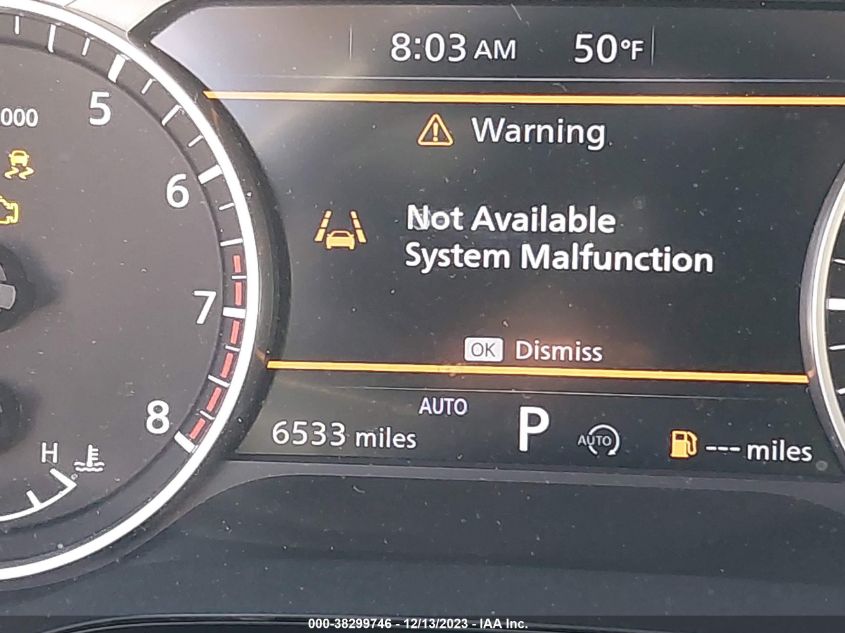 8:03 AM 50°F
5
000
6
7
8
H
Warning
Not Available
System Malfunction
OK Dismiss
AUTO
6533 miles P AUTO --- miles
000-38299746 - 12/13/2023 - IAA Inc.